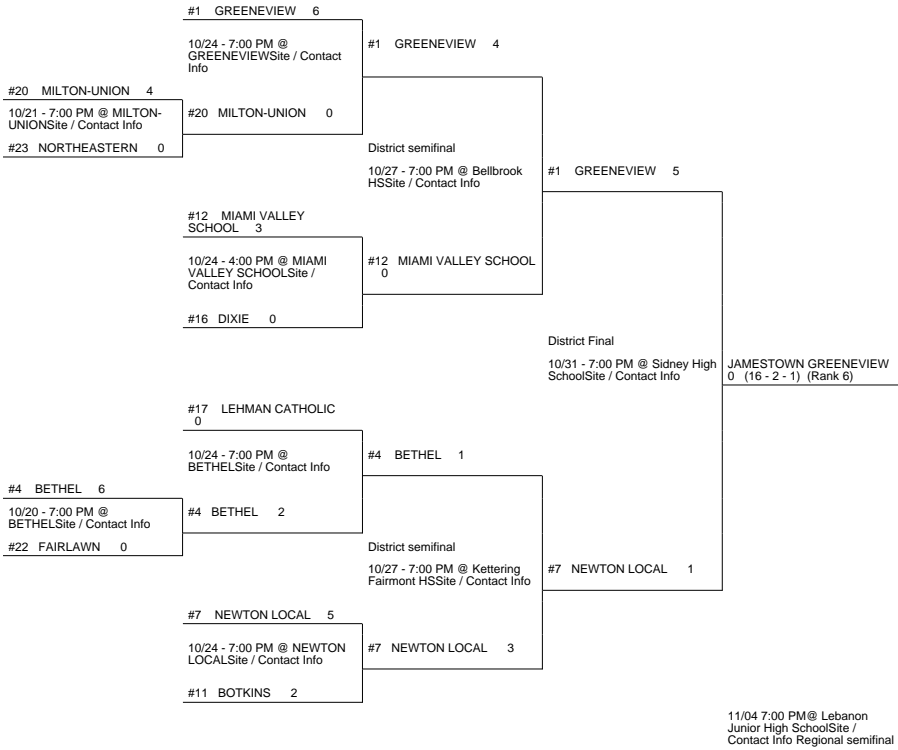 #1 GREENEVIEW 6
10/24 - 7:00 PM @
GREENEVIEWSite / Contact
Info
#1 GREENEVIEW 4
#20 MILTON-UNION 4
10/21 - 7:00 PM @ MILTON-
UNIONSite / Contact Info
#20 MILTON-UNION 0
#23 NORTHEASTERN 0
District semifinal
10/27 - 7:00 PM @ Bellbrook
HSSite / Contact Info
#1 GREENEVIEW 5
#12 MIAMI VALLEY
SCHOOL 3
10/24 - 4:00 PM @ MIAMI
VALLEY SCHOOLSite /
Contact Info
#12 MIAMI VALLEY SCHOOL
0
#16 DIXIE 0
District Final
10/31 - 7:00 PM @ Sidney High
SchoolSite / Contact Info
JAMESTOWN GREENEVIEW
0 (16 - 2 - 1) (Rank 6)
#17 LEHMAN CATHOLIC
0
10/24 - 7:00 PM @
BETHELSite / Contact Info
#4 BETHEL 1
#4 BETHEL 6
10/20 - 7:00 PM @
BETHELSite / Contact Info
#4 BETHEL 2
#22 FAIRLAWN 0
District semifinal
10/27 - 7:00 PM @ Kettering
Fairmont HSSite / Contact Info
#7 NEWTON LOCAL 1
#7 NEWTON LOCAL 5
10/24 - 7:00 PM @ NEWTON
LOCALSite / Contact Info
#7 NEWTON LOCAL 3
#11 BOTKINS 2
11/04 7:00 PM@ Lebanon
Junior High SchoolSite /
Contact Info Regional semifinal